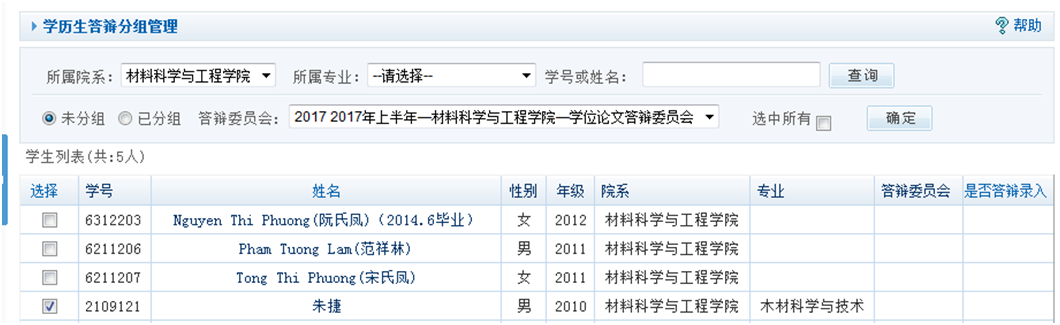 学历生答辩分组管理 帮助
所属院系: 材料科学与工程学院 所属专业: --请选择-- 学号或姓名: 查询
未分组 已分组 答辩委员会: 2017 2017年上半年—材料科学与工程学院—学位论文答辩委员会 选中所有 确定
学生列表(共:5人)
选择 学号 姓名 性别 年级 院系 专业 答辩委员会 是否答辩录入
6312203 Nguyen Thi Phuong(阮氏凤)(2014.6毕业) 女 2012 材料科学与工程学院
6211206 Pham Tuong Lam(范祥林) 男 2011 材料科学与工程学院
6211207 Tong Thi Phuong(宋氏凤) 女 2011 材料科学与工程学院
2109121 朱捷 男 2010 材料科学与工程学院 木材科学与技术